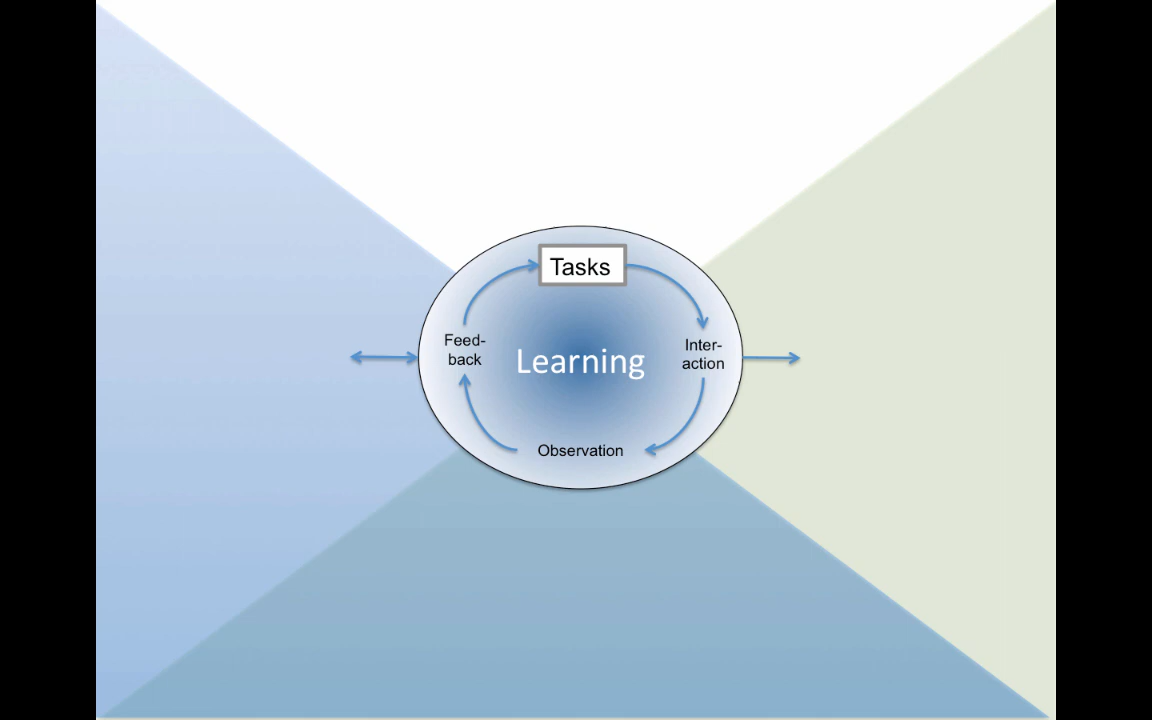 Tasks
Feed-
back
Learning
Inter-
action
Observation